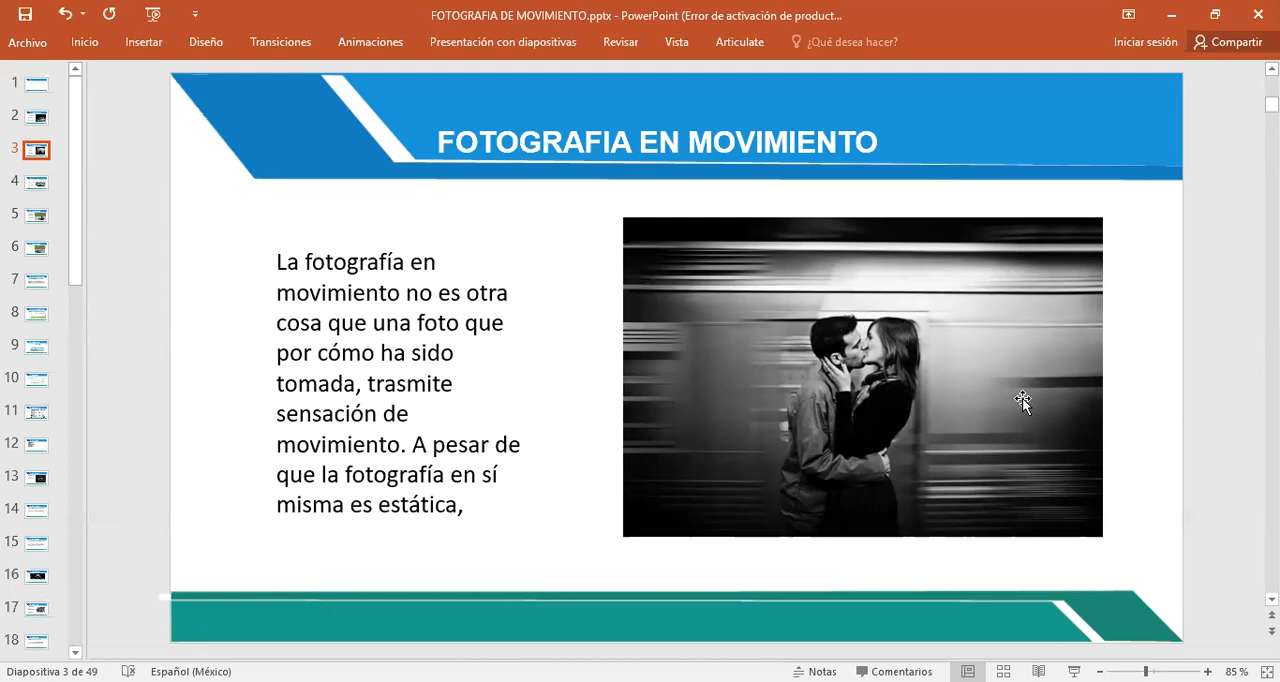 FOTOGRAFIA DE MOVIMIENTO.pptx - PowerPoint (Error de activación de product...
Archivo Inicio Insertar Diseño Transiciones Animaciones Presentación con diapositivas Revisar Vista Articulate ¿Qué desea hacer? Iniciar sesión Compartir
1
2
3
4
5
6
7
8
9
10
11
12
13
14
15
16
17
18
FOTOGRAFIA EN MOVIMIENTO
La fotografía en
movimiento no es otra
cosa que una foto que
por cómo ha sido
tomada, trasmite
sensación de
movimiento. A pesar de
que la fotografía en sí
misma es estática,
Diapositiva 3 de 49 Español (México) Notas Comentarios 85 %